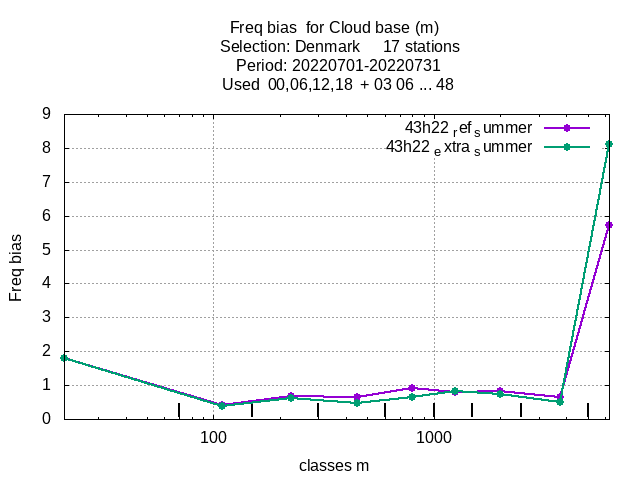 Freq bias  for Cloud base (m)
Selection: Denmark     17 stations
Period: 20220701-20220731
Used  00,06,12,18  + 03 06 ... 48
9
8
7
6
5
4
3
2
1
0
Freq bias
43h22 ref summer
43h22 extra summer
100
1000
classes m